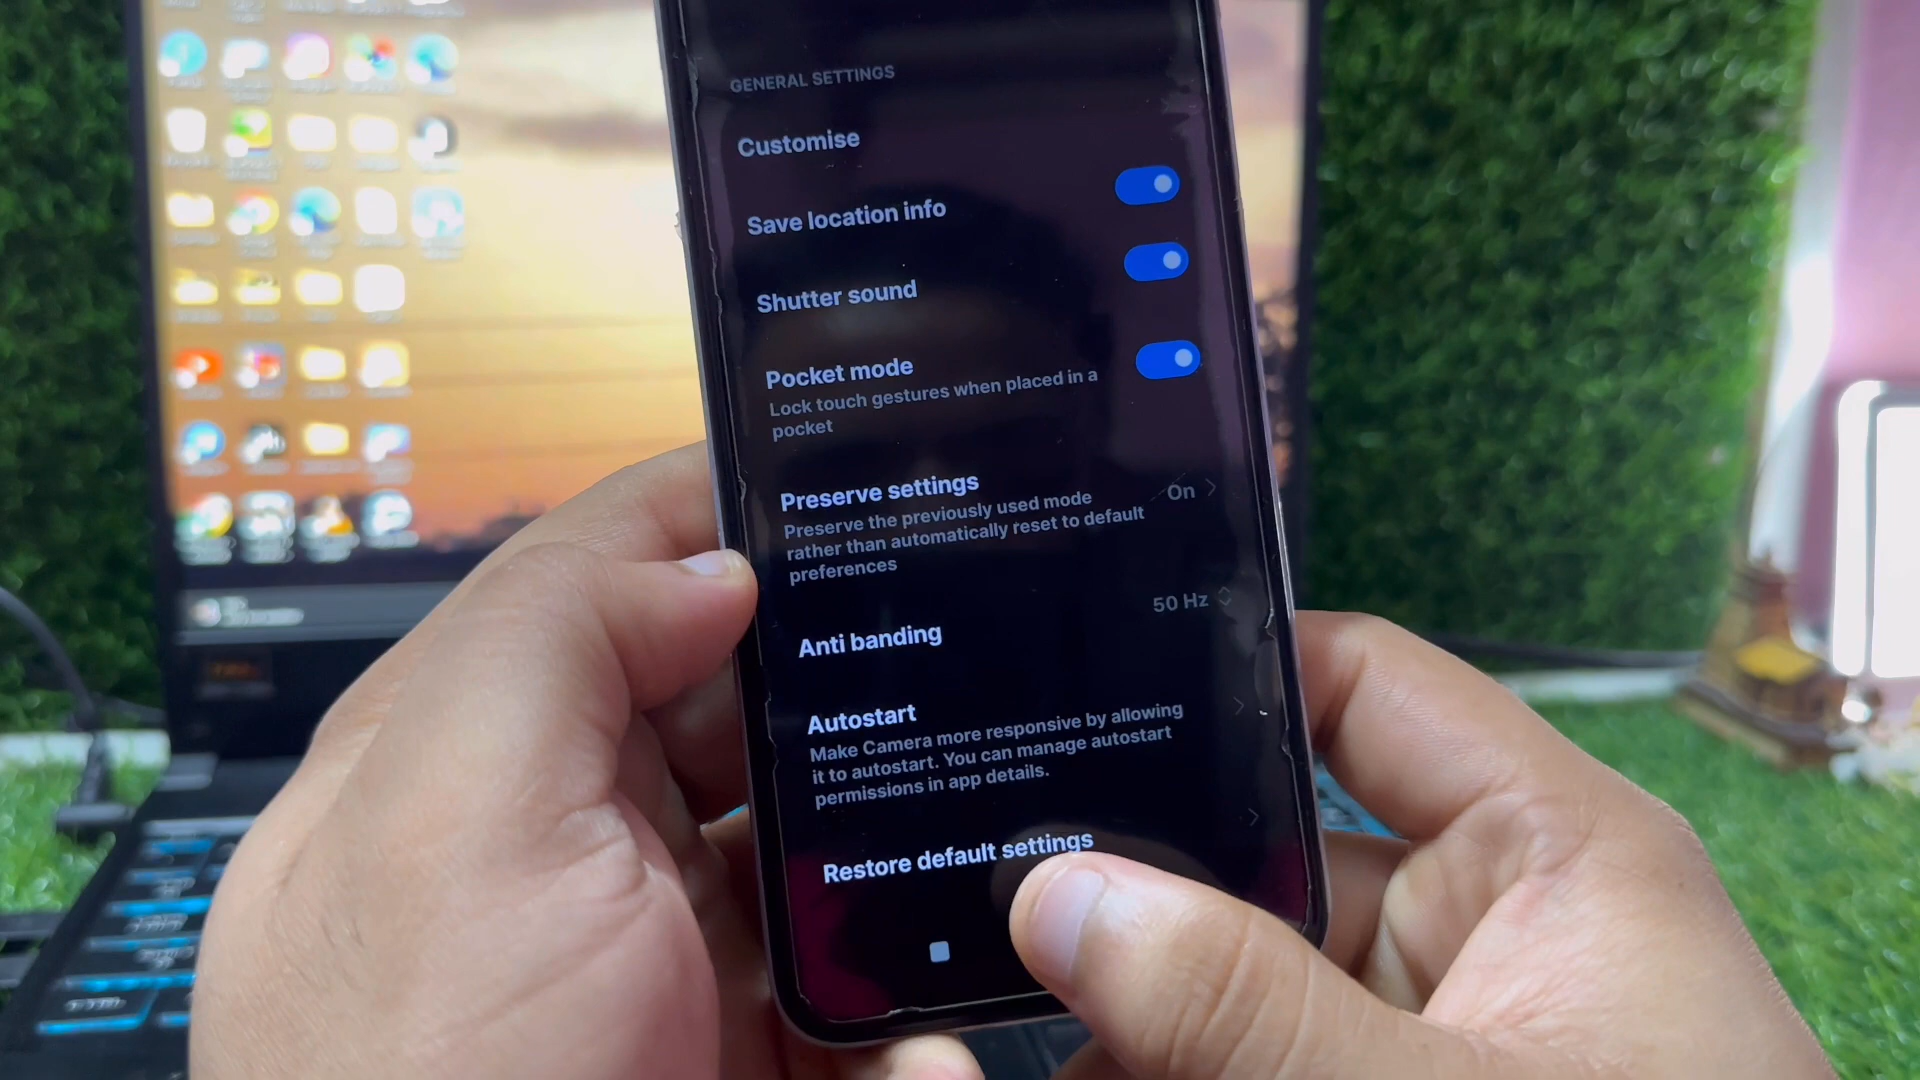 GENERAL SETTINGS
Customise
Save location info
Shutter sound
Pocket mode
Lock touch gestures when placed in a
pocket
Preserve settings
On
Preserve the previously used mode
rather than automatically reset to default
preferences
50 Hz
Anti banding
Autostart
Make Camera more responsive by allowing
it to autostart. You can manage autostart
permissions in app details.
Restore default settings